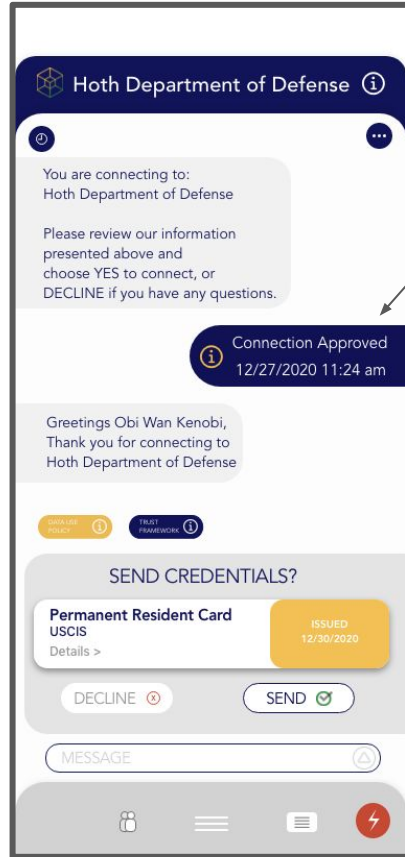 Hoth Department of Defense
You are connecting to:
Hoth Department of Defense
Please review our information
presented above and
choose YES to connect, or
DECLINE if you have any questions.
Connection Approved
12/27/2020 11:24 am
Greetings Obi Wan Kenobi,
Thank you for connecting to
Hoth Department of Defense
DATA USE
POLICY
TRUST
FRAMEWORK
SEND CREDENTIALS?
Permanent Resident Card
USCIS
Details >
ISSUED
12/30/2020
DECLINE
SEND
MESSAGE